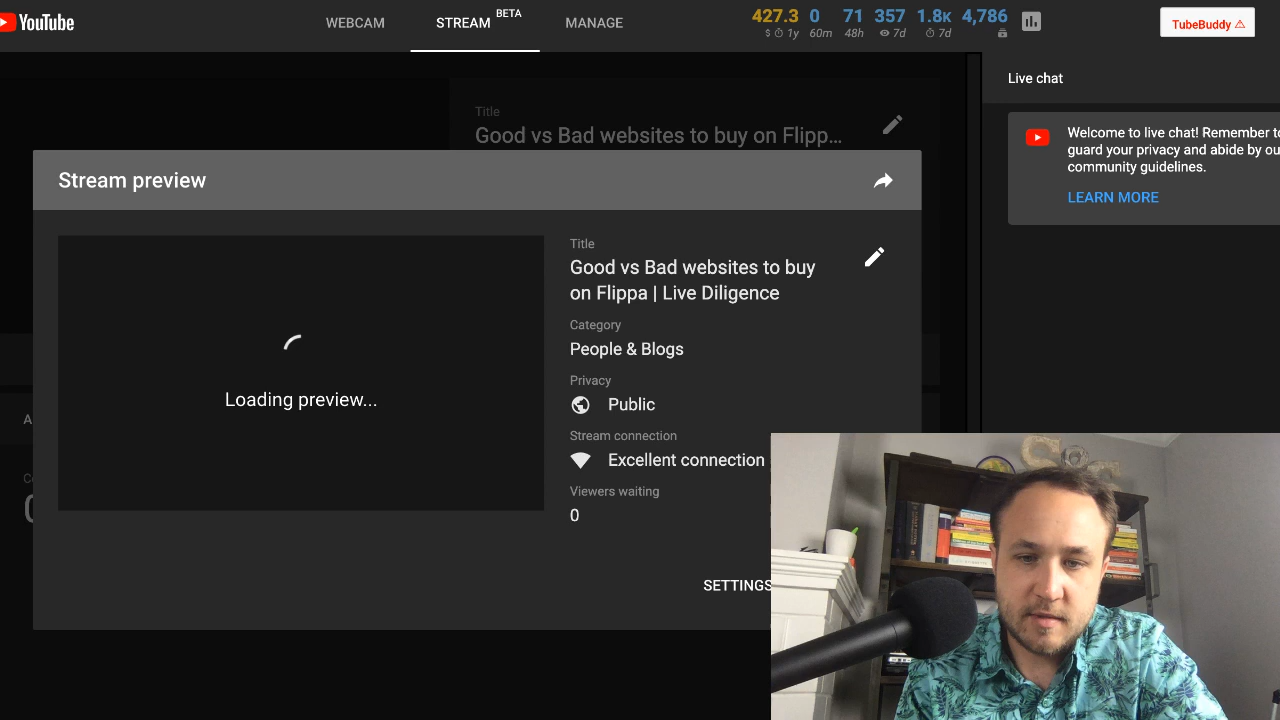 YouTube
WEBCAM
STREAM
BETA
MANAGE
427.3 0 71 357 1.8K 4,786
$ 1y 60m 48h 7d 7d
TubeBuddy
Live chat
Title
Good vs Bad websites to buy on Flipp...
Welcome to live chat! Remember to
guard your privacy and abide by ou
community guidelines.
LEARN MORE
Stream preview
Loading preview...
Title
Good vs Bad websites to buy
on Flippa | Live Diligence
Category
People & Blogs
Privacy
Public
Stream connection
Excellent connection
Viewers waiting
0
SETTINGS